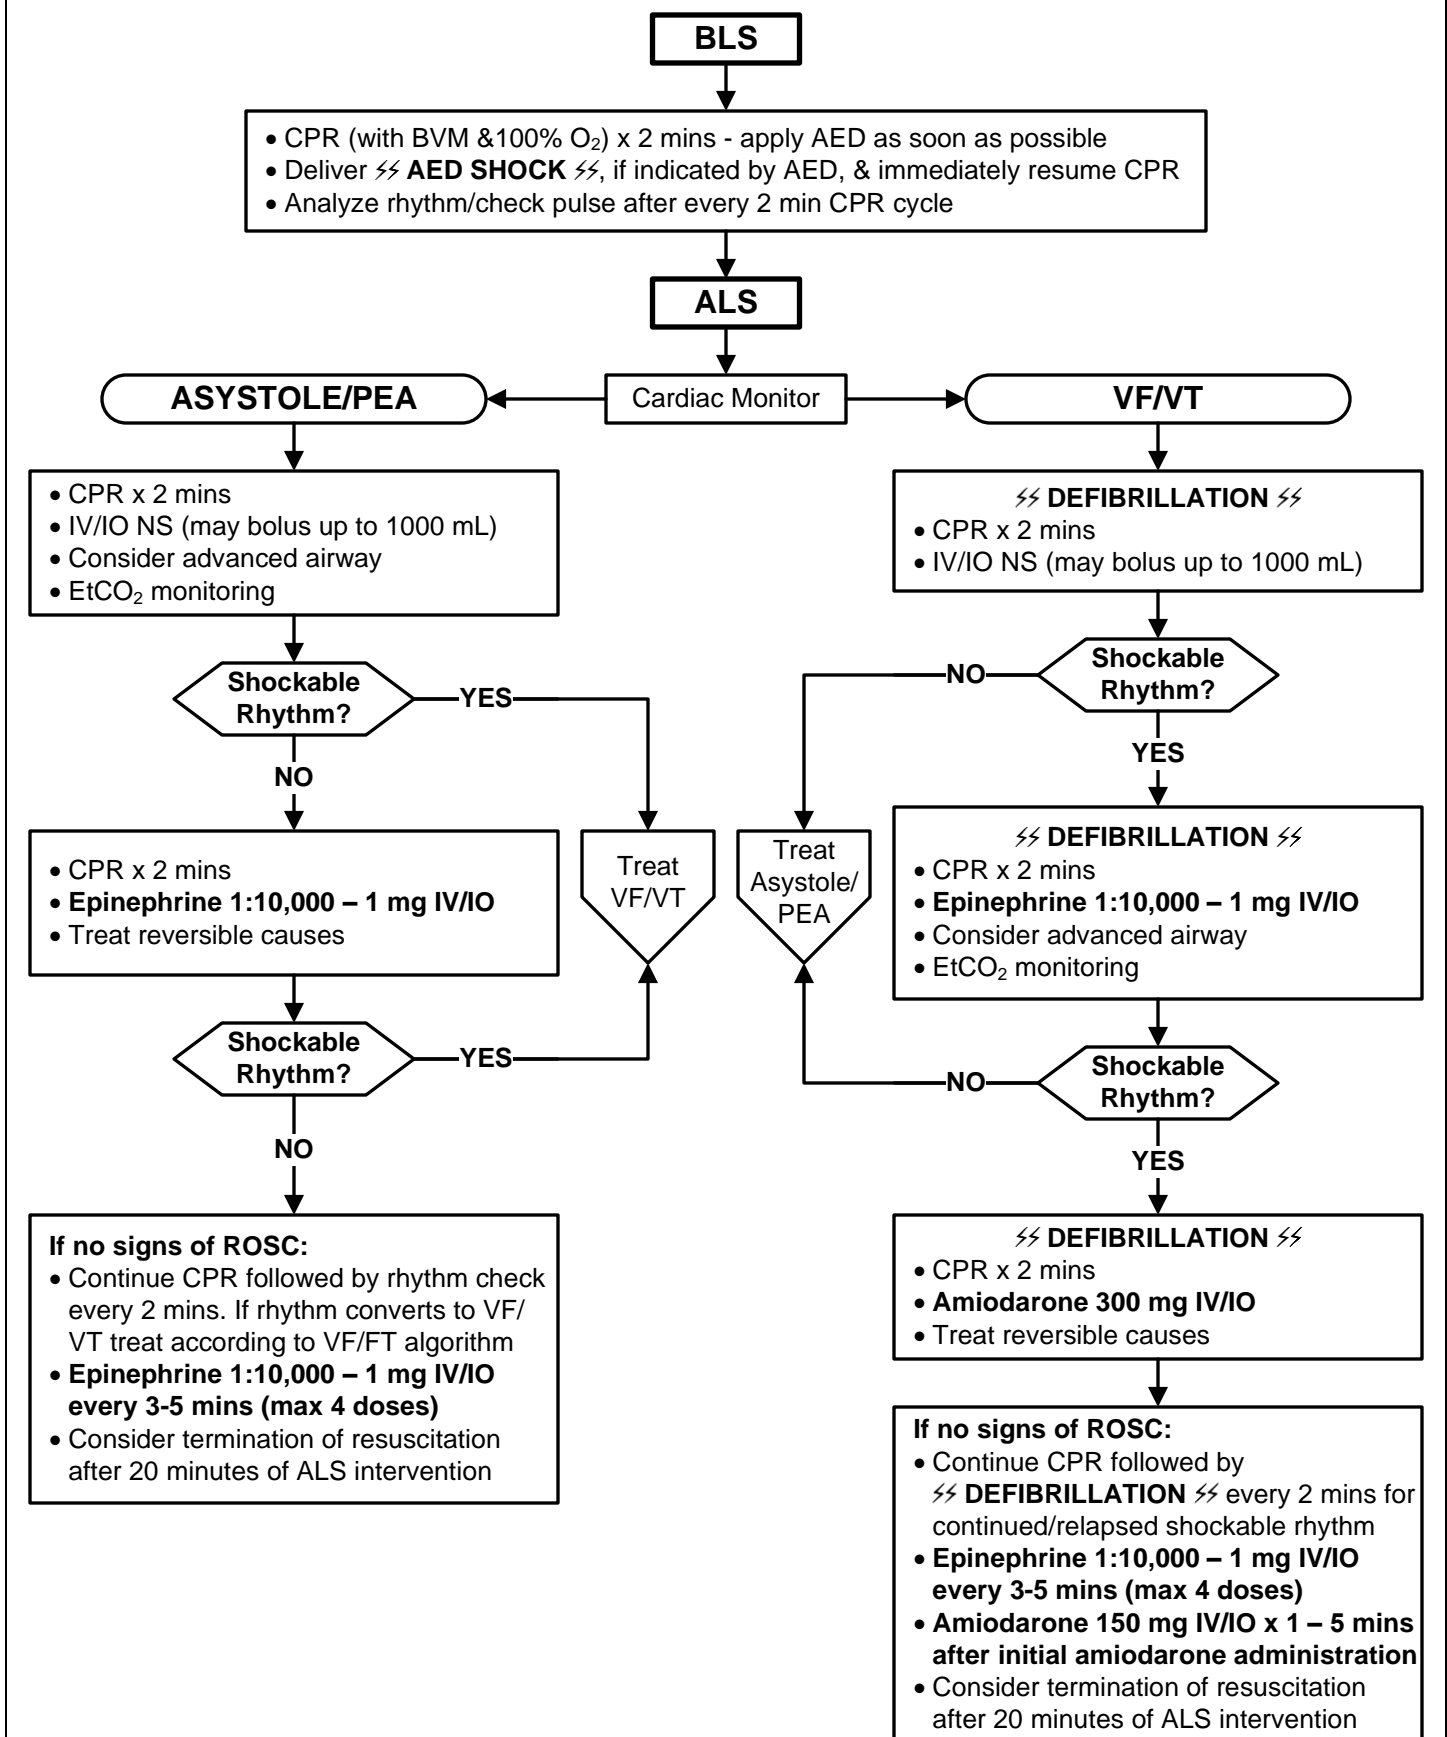 BLS
• CPR (with BVM &100% O₂) x 2 mins - apply AED as soon as possible
• Deliver ⚡⚡ AED SHOCK ⚡⚡, if indicated by AED, & immediately resume CPR
• Analyze rhythm/check pulse after every 2 min CPR cycle
ALS
Cardiac Monitor
ASYSTOLE/PEA
• CPR x 2 mins
• IV/IO NS (may bolus up to 1000 mL)
• Consider advanced airway
• EtCO₂ monitoring
Shockable
Rhythm?
YES
NO
• CPR x 2 mins
• Epinephrine 1:10,000 – 1 mg IV/IO
• Treat reversible causes
Treat
VF/VT
Shockable
Rhythm?
YES
NO
If no signs of ROSC:
• Continue CPR followed by rhythm check
every 2 mins. If rhythm converts to VF/
VT treat according to VF/FT algorithm
• Epinephrine 1:10,000 – 1 mg IV/IO
every 3-5 mins (max 4 doses)
• Consider termination of resuscitation
after 20 minutes of ALS intervention
VF/VT
⚡⚡ DEFIBRILLATION ⚡⚡
• CPR x 2 mins
• IV/IO NS (may bolus up to 1000 mL)
Shockable
Rhythm?
NO
YES
Treat
Asystole/
PEA
⚡⚡ DEFIBRILLATION ⚡⚡
• CPR x 2 mins
• Epinephrine 1:10,000 – 1 mg IV/IO
• Consider advanced airway
• EtCO₂ monitoring
Shockable
Rhythm?
NO
YES
⚡⚡ DEFIBRILLATION ⚡⚡
• CPR x 2 mins
• Amiodarone 300 mg IV/IO
• Treat reversible causes
If no signs of ROSC:
• Continue CPR followed by
⚡⚡ DEFIBRILLATION ⚡⚡ every 2 mins for
continued/relapsed shockable rhythm
• Epinephrine 1:10,000 – 1 mg IV/IO
every 3-5 mins (max 4 doses)
• Amiodarone 150 mg IV/IO x 1 – 5 mins
after initial amiodarone administration
• Consider termination of resuscitation
after 20 minutes of ALS intervention